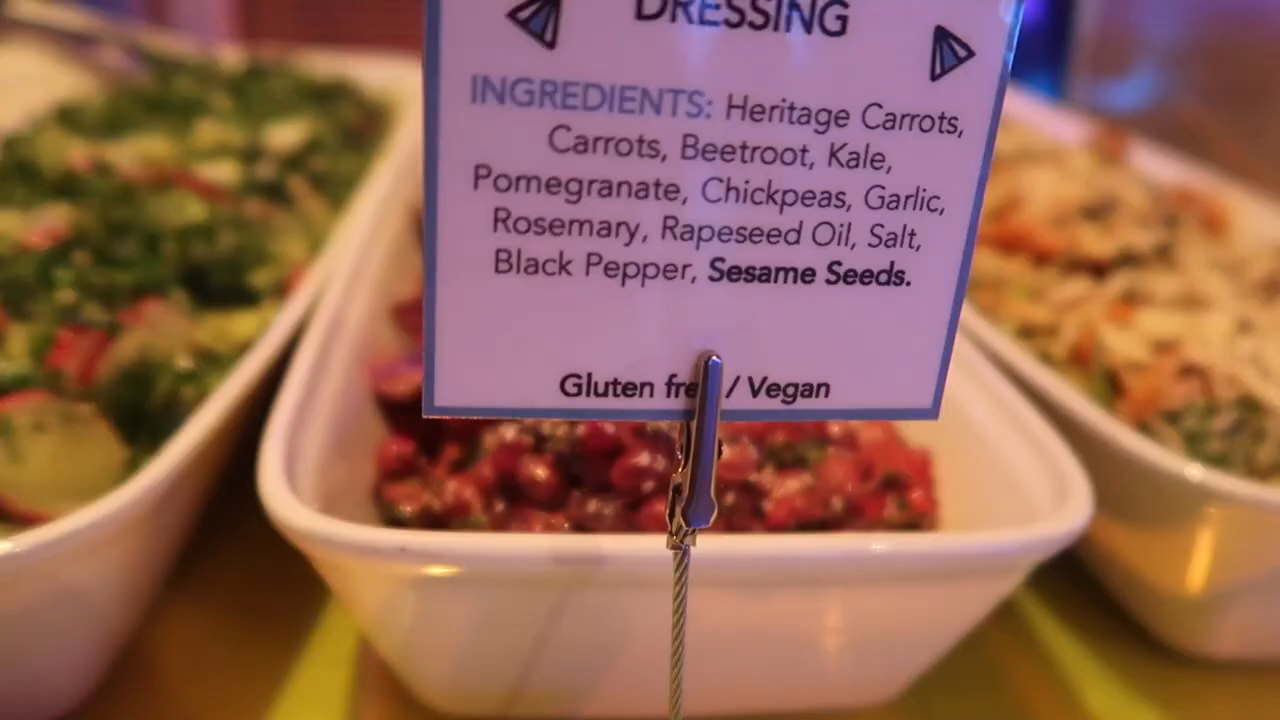 DRESSING
INGREDIENTS: Heritage Carrots,
Carrots, Beetroot, Kale,
Pomegranate, Chickpeas, Garlic,
Rosemary, Rapeseed Oil, Salt,
Black Pepper, Sesame Seeds.
Gluten free / Vegan